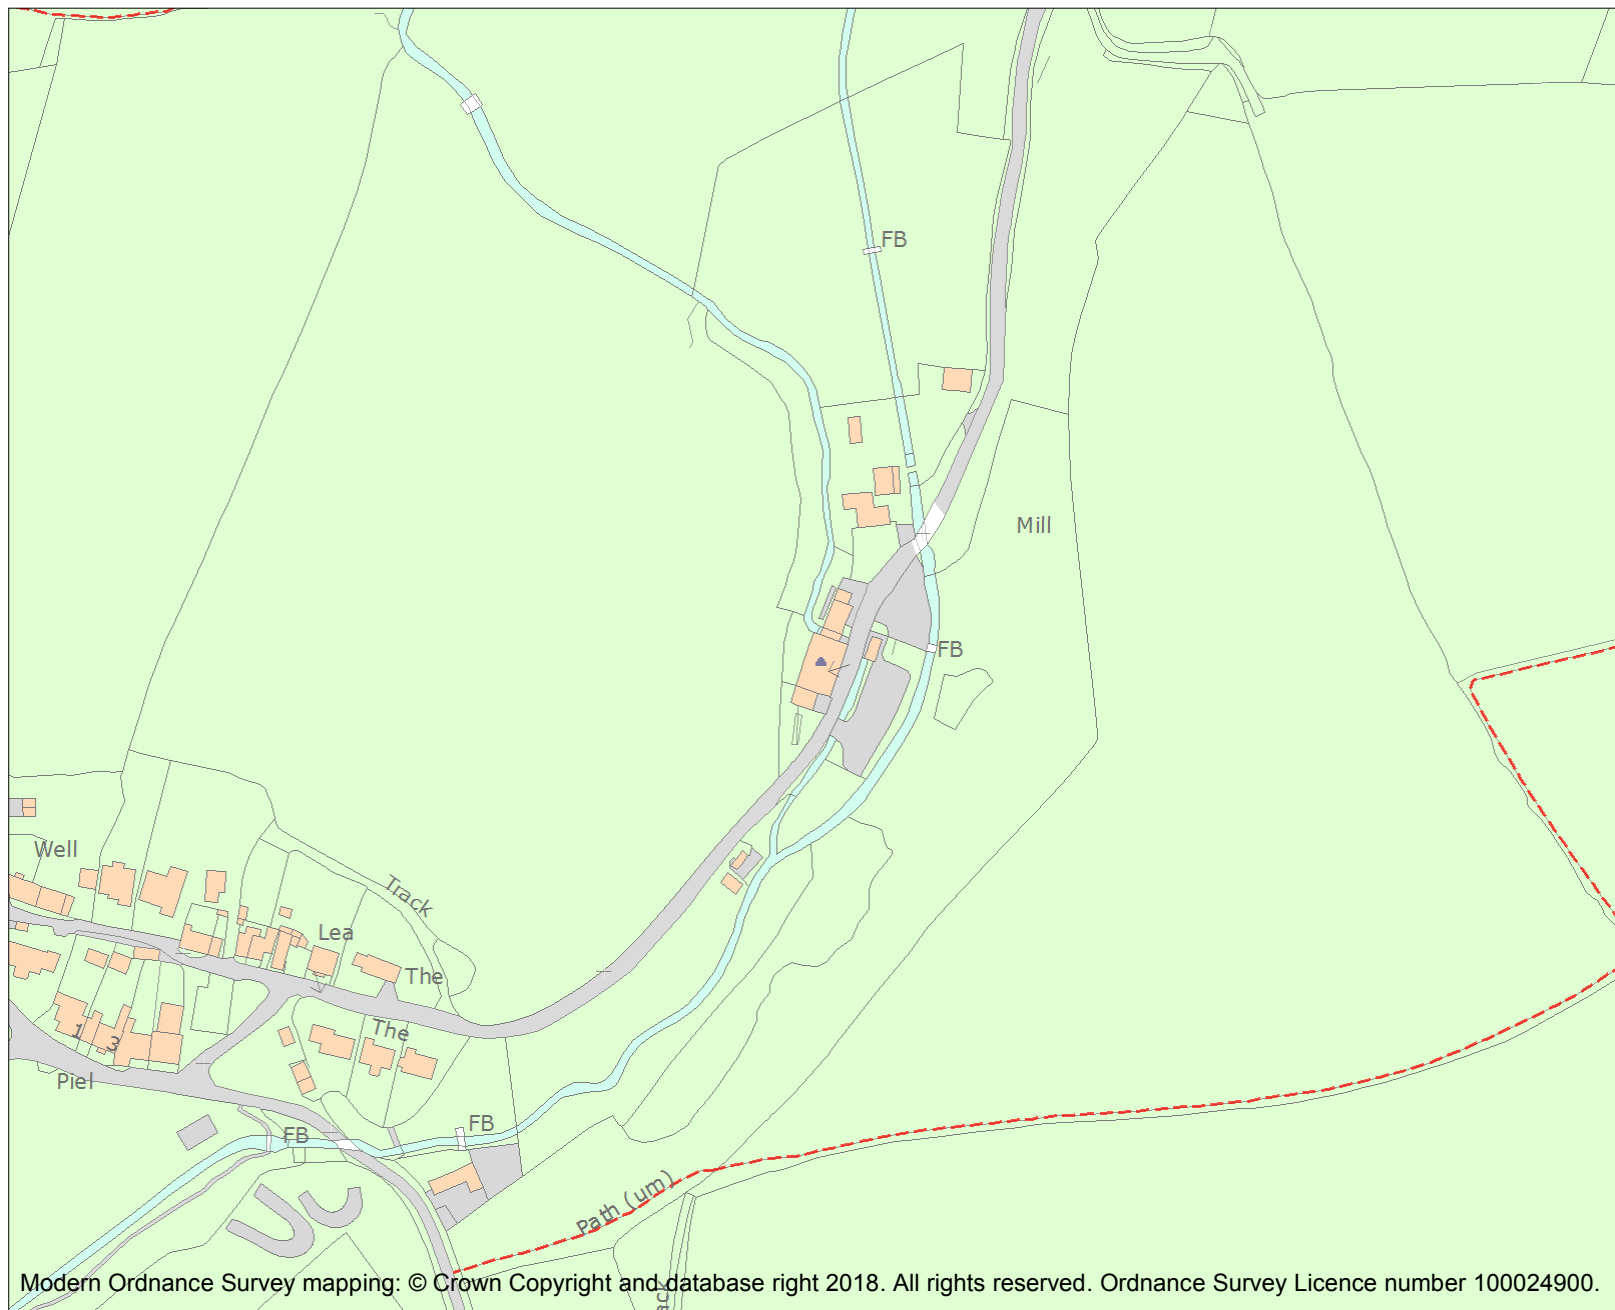 FB
Mill
FB
Well
Track
Lea
The
The
1
3
Piel
FB
FB
Path (um)
Modern Ordnance Survey mapping: © Crown Copyright and database right 2018. All rights reserved. Ordnance Survey Licence number 100024900.